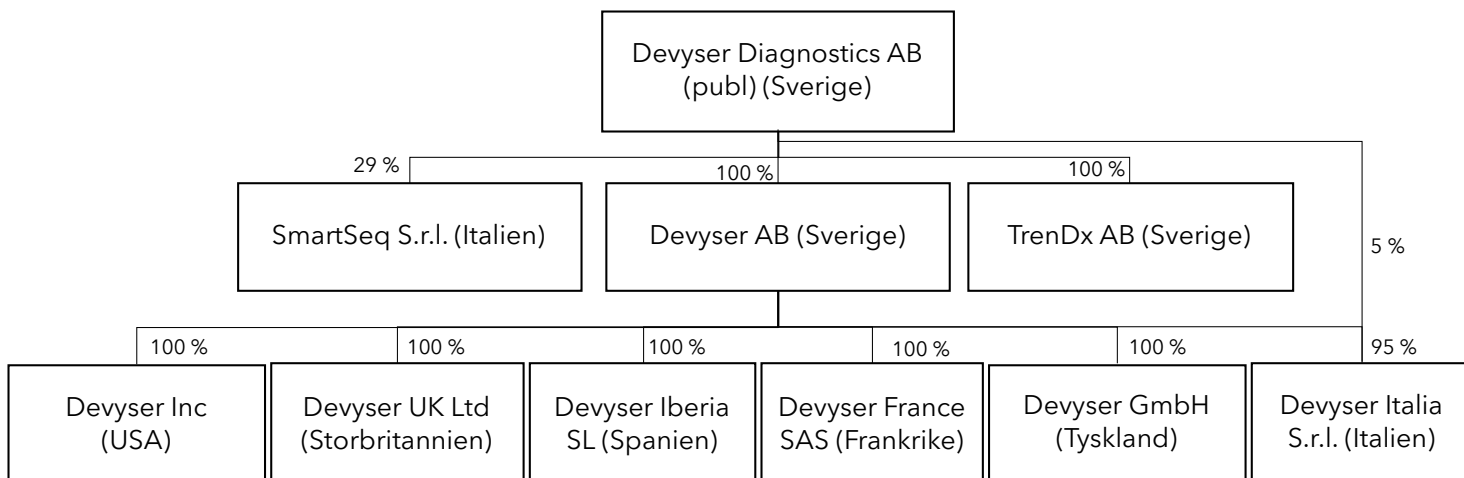 Devyser Diagnostics AB
(publ) (Sverige)
29 %
100 %
100 %
SmartSeq S.r.l. (Italien)
Devyser AB (Sverige)
TrenDx AB (Sverige)
5 %
100 %
100 %
100 %
100 %
100 %
95 %
Devyser Inc
(USA)
Devyser UK Ltd
(Storbritannien)
Devyser Iberia
SL (Spanien)
Devyser France
SAS (Frankrike)
Devyser GmbH
(Tyskland)
Devyser Italia
S.r.l. (Italien)